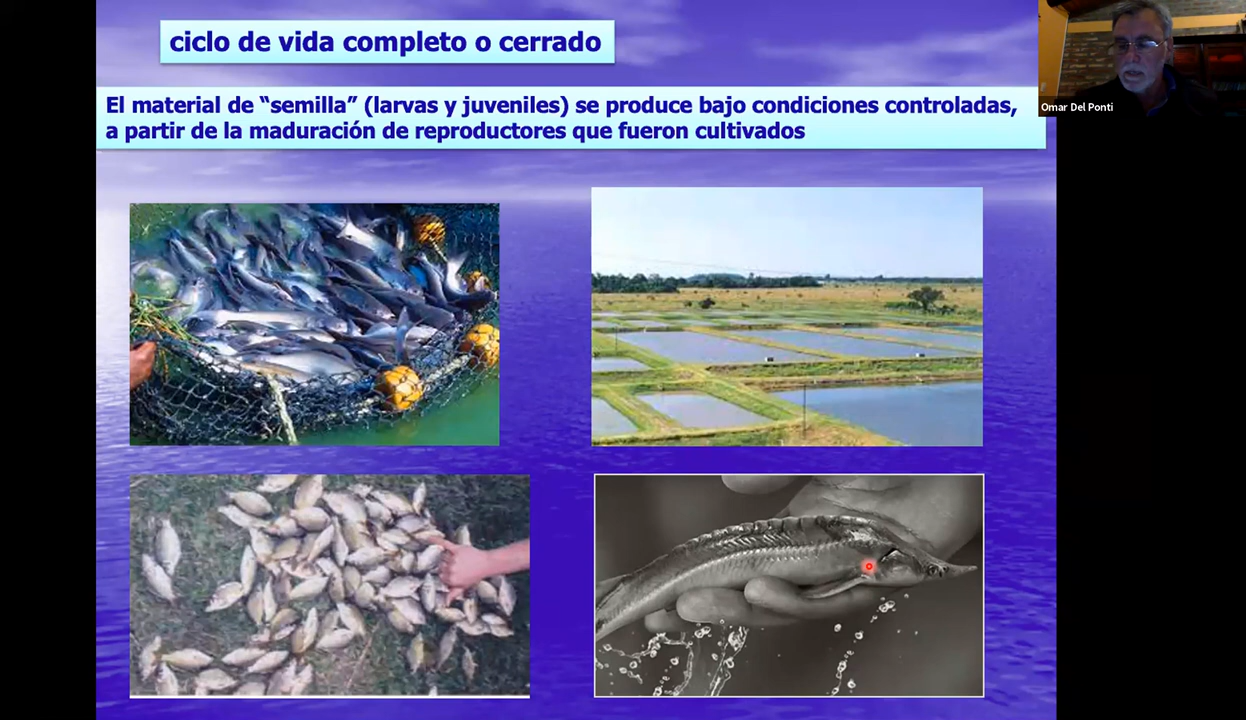 ciclo de vida completo o cerrado
El material de “semilla” (larvas y juveniles) se produce bajo condiciones controladas,
a partir de la maduración de reproductores que fueron cultivados
Omar Del Ponti